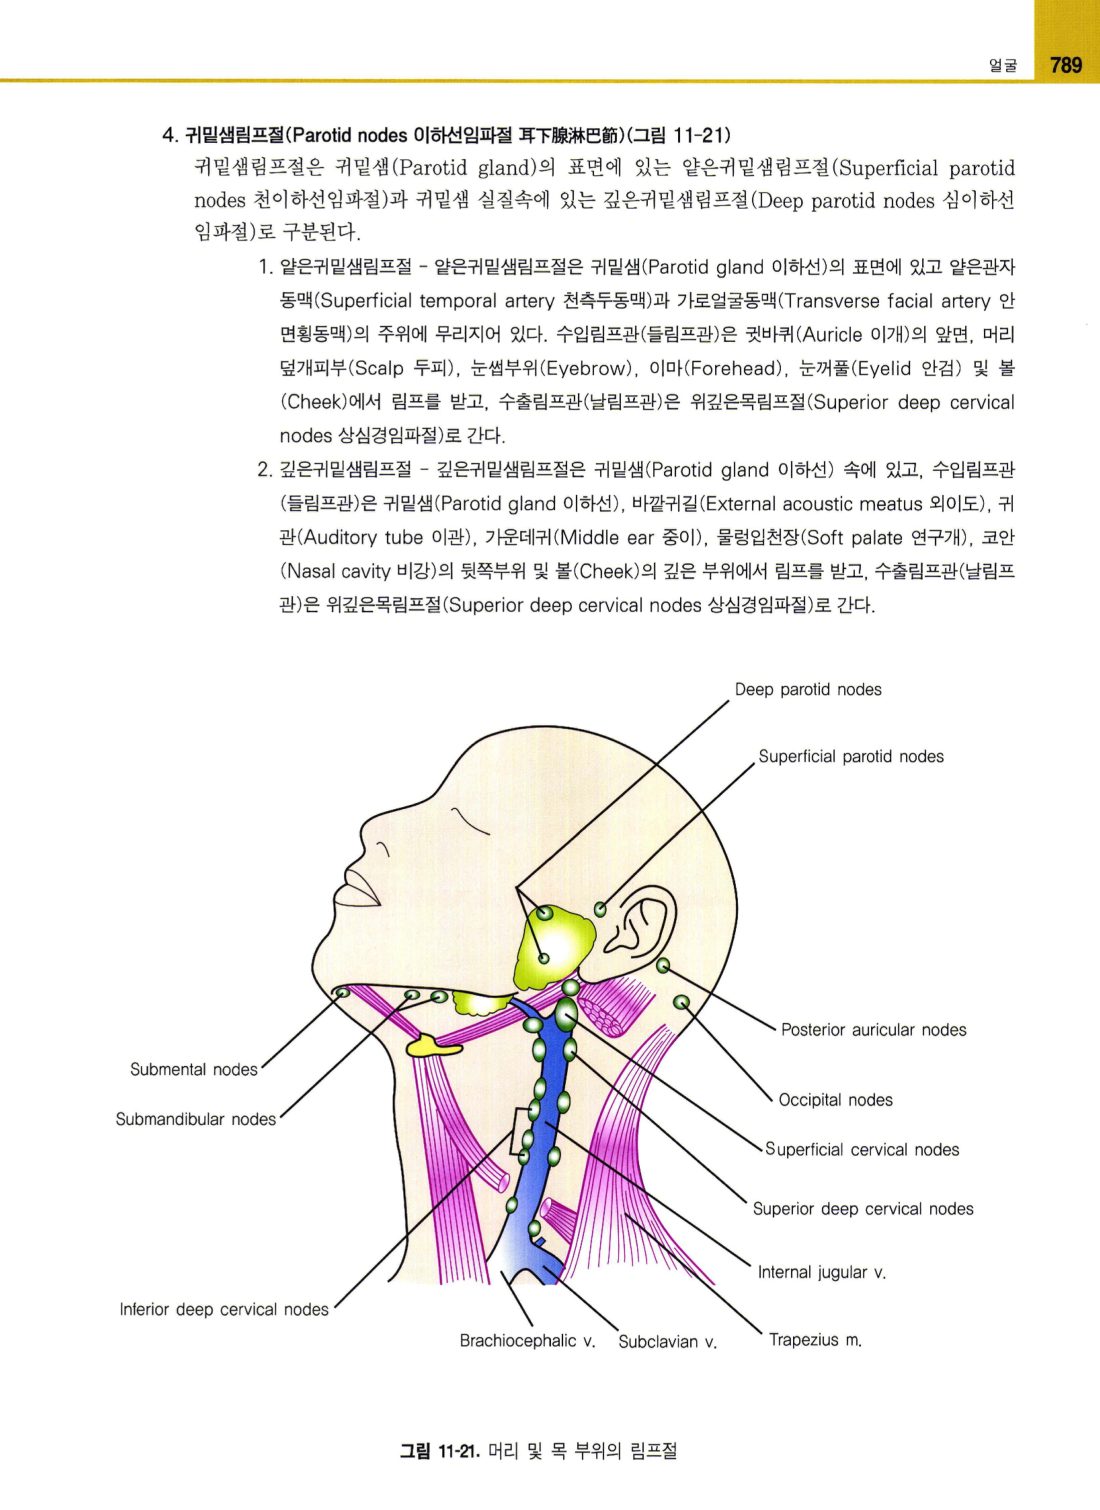 얼굴 789
4. 귀밑샘림프절(Parotid nodes 이하선임파절 耳下腺淋巴節)(그림 11-21)
귀밑샘림프절은 귀밑샘(Parotid gland)의 표면에 있는 얕은귀밑샘림프절(Superficial parotid
nodes 천이하선임파절)과 귀밑샘 실질속에 있는 깊은귀밑샘림프절(Deep parotid nodes 심이하선
임파절)로 구분된다.
1. 얕은귀밑샘림프절 - 얕은귀밑샘림프절은 귀밑샘(Parotid gland 이하선)의 표면에 있고 얕은관자
동맥(Superficial temporal artery 천측두동맥)과 가로얼굴동맥(Transverse facial artery 안
면횡동맥)의 주위에 무리지어 있다. 수입림프관(들림프관)은 귓바퀴(Auricle 이개)의 앞면, 머리
덮개피부(Scalp 두피), 눈썹부위(Eyebrow), 이마(Forehead), 눈꺼풀(Eyelid 안검) 및 볼
(Cheek)에서 림프를 받고, 수출림프관(날림프관)은 위깊은목림프절(Superior deep cervical
nodes 상심경임파절)로 간다.
2. 깊은귀밑샘림프절 - 깊은귀밑샘림프절은 귀밑샘(Parotid gland 이하선) 속에 있고, 수입림프관
(들림프관)은 귀밑샘(Parotid gland 이하선), 바깥귀길(External acoustic meatus 외이도), 귀
관(Auditory tube 이관), 가운데귀(Middle ear 중이), 물렁입천장(Soft palate 연구개), 코안
(Nasal cavity 비강)의 뒷쪽부위 및 볼(Cheek)의 깊은 부위에서 림프를 받고, 수출림프관(날림프
관)은 위깊은목림프절(Superior deep cervical nodes 상심경임파절)로 간다.
Deep parotid nodes
Superficial parotid nodes
Posterior auricular nodes
Submental nodes
Occipital nodes
Submandibular nodes
Superficial cervical nodes
Superior deep cervical nodes
Internal jugular v.
Inferior deep cervical nodes
Brachiocephalic v. Subclavian v. Trapezius m.
그림 11-21. 머리 및 목 부위의 림프절